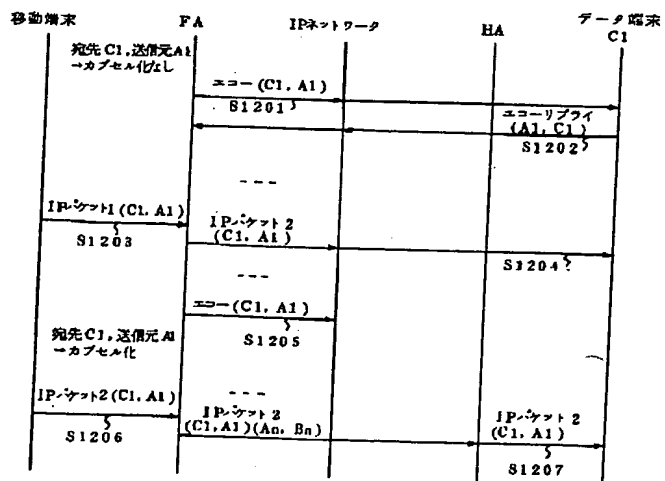 移動端末
FA
IPネットワーク
HA
データ端末
C1
宛先C1,送信元A1
→カプセル化なし
エコー(C1,A1)
S1201
エコーリプライ
(A1,C1)
S1202
---
IPパケット1(C1,A1)
S1203
IPパケット2
(C1,A1)
S1204
---
エコー(C1,A1)
S1205
宛先C1,送信元A1
→カプセル化
---
IPパケット2(C1,A1)
S1206
IPパケット2
(C1,A1)(An,Bn)
IPパケット2
(C1,A1)
S1207